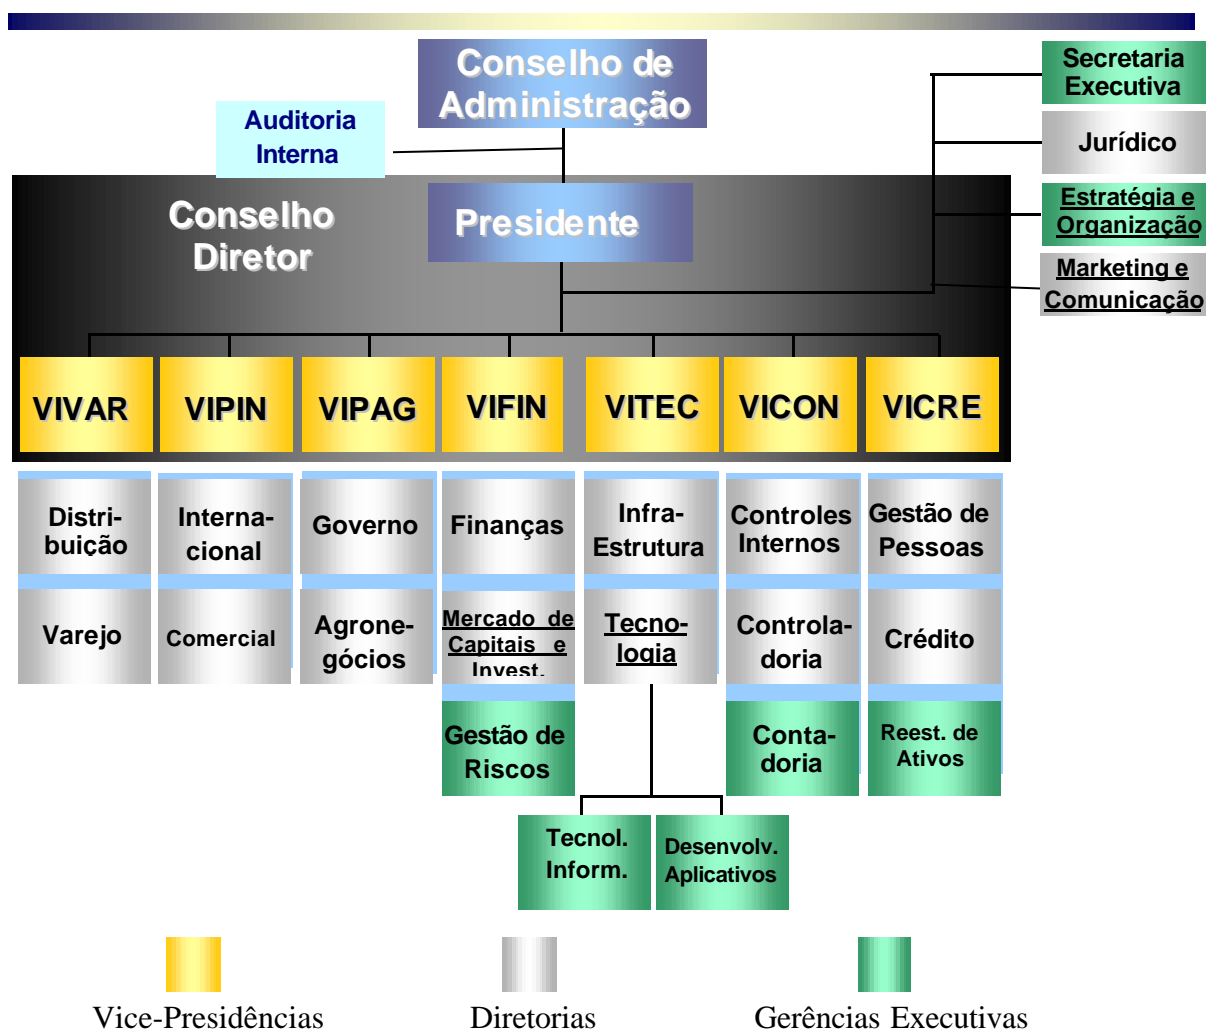 Conselho de
Administração
Auditoria
Interna
Secretaria
Executiva
Jurídico
Estratégia e
Organização
Marketing e
Comunicação
Conselho
Diretor
Presidente
VIVAR
VIPIN
VIPAG
VIFIN
VITEC
VICON
VICRE
Distri-
buição
Interna-
cional
Governo
Finanças
Infra-
Estrutura
Controles
Internos
Gestão de
Pessoas
Varejo
Comercial
Agrone-
gócios
Mercado de
Capitais e
Invest.
Tecno-
logia
Controla-
doria
Crédito
Gestão de
Riscos
Conta-
doria
Reest. de
Ativos
Tecnol.
Inform.
Desenvolv.
Aplicativos
Vice-Presidências
Diretorias
Gerências Executivas